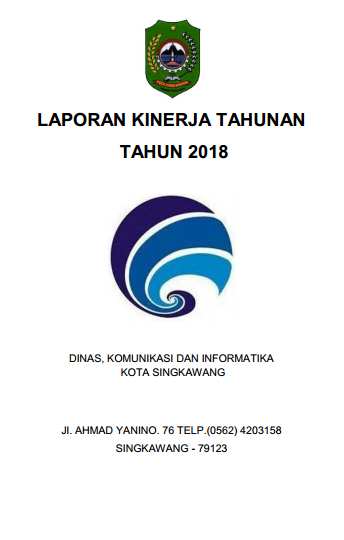 LAPORAN KINERJA TAHUNAN
TAHUN 2018
DINAS, KOMUNIKASI DAN INFORMATIKA
KOTA SINGKAWANG
JI. AHMAD YANINO. 76 TELP.(0562) 4203158
SINGKAWANG - 79123